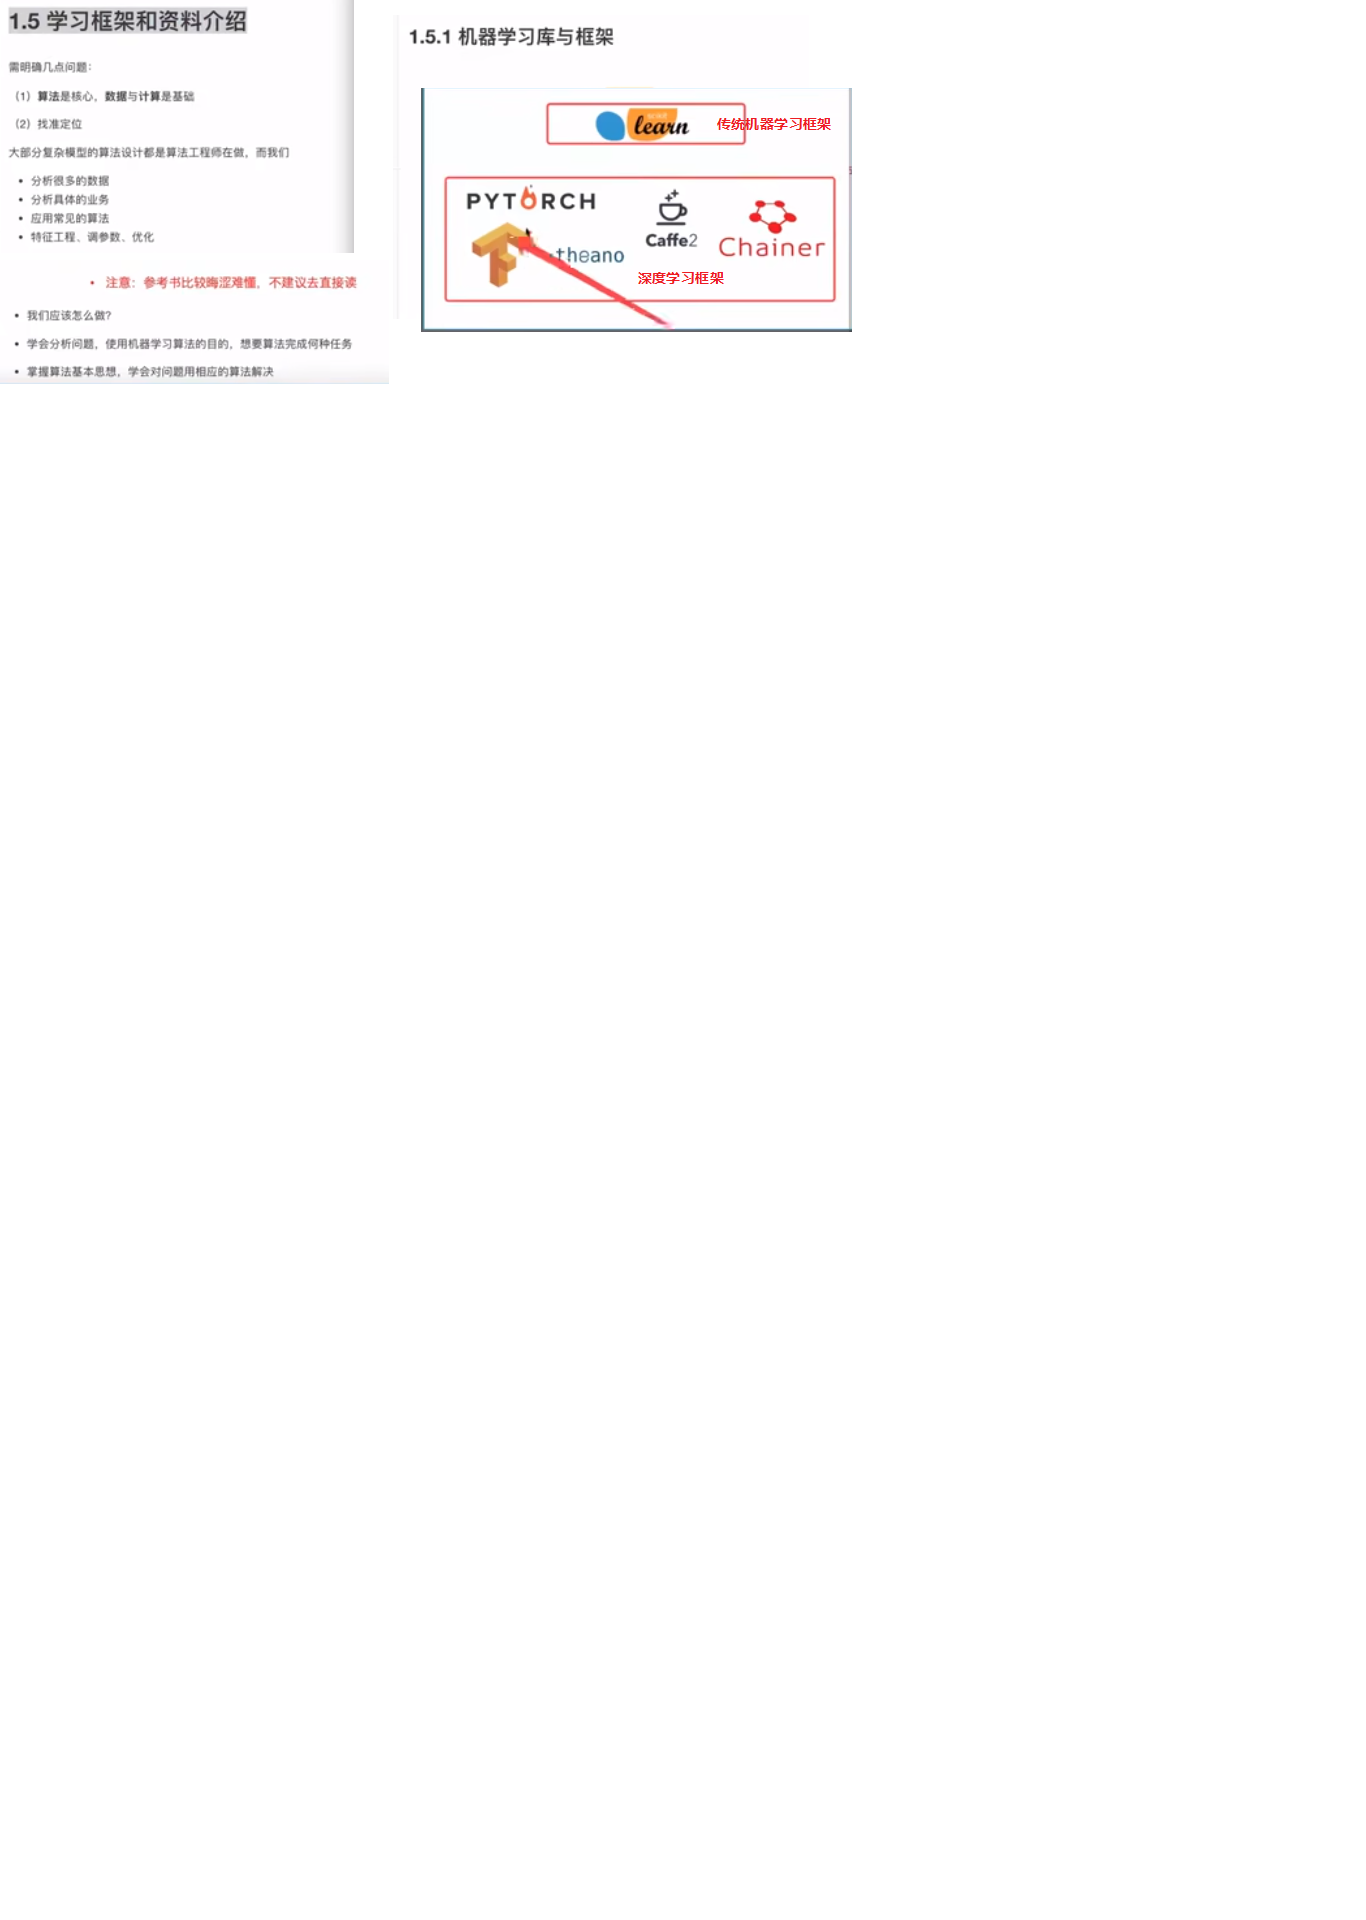 1.5 学习框架和资料介绍
需明确几点问题：
（1）算法是核心，数据与计算是基础
（2）找准定位
大部分复杂模型的算法设计都是算法工程师在做，而我们
• 分析很多的数据
• 分析具体的业务
• 应用常见的算法
• 特征工程、调参数、优化
• 注意：参考书比较晦涩难懂，不建议去直接读
• 我们应该怎么做？
• 学会分析问题，使用机器学习算法的目的，想要算法完成何种任务
• 掌握算法基本思想，学会对问题用相应的算法解决
1.5.1 机器学习库与框架
learn 传统机器学习框架
PYTORCH
Caffe2
Chainer
theano
深度学习框架